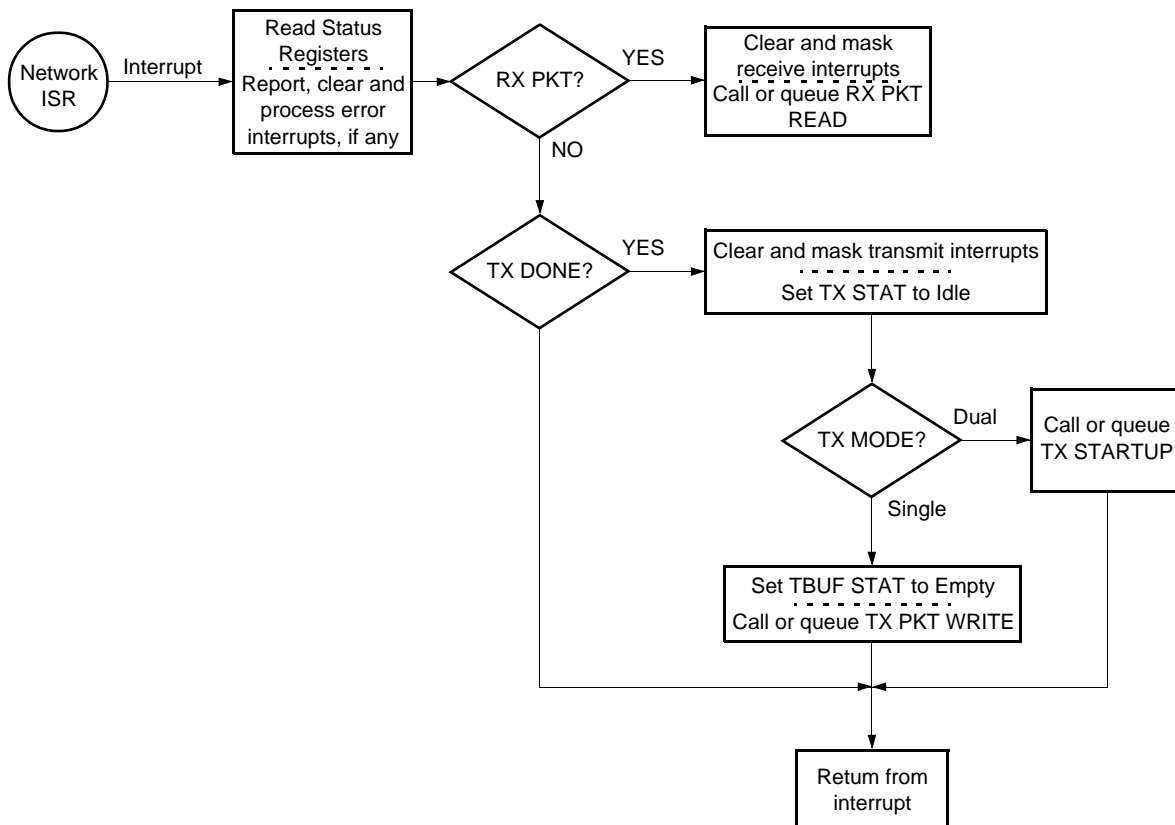 Network
ISR
Interrupt
Read Status
Registers
Report, clear and
process error
interrupts, if any
RX PKT?
YES
Clear and mask
receive interrupts
Call or queue RX PKT
READ
NO
TX DONE?
YES
Clear and mask transmit interrupts
Set TX STAT to Idle
TX MODE?
Dual
Call or queue
TX STARTUP
Single
Set TBUF STAT to Empty
Call or queue TX PKT WRITE
Retum from
interrupt